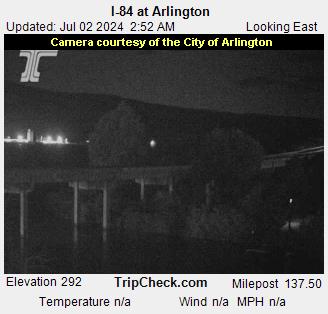 I-84 at Arlington
Updated: Jul 02 2024 2:52 AM Looking East
Camera courtesy of the City of Arlington
Elevation 292 TripCheck.com Milepost 137.50
Temperature n/a Wind n/a MPH n/a